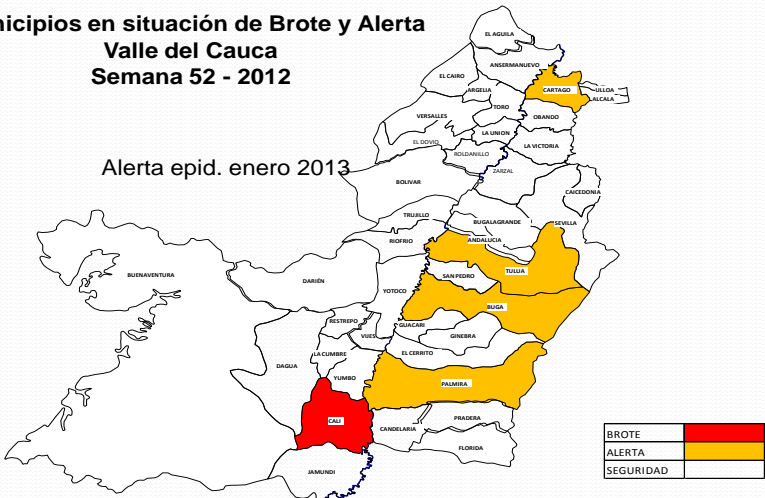 nicipios en situación de Brote y Alerta
Valle del Cauca
Semana 52 - 2012
Alerta epid. enero 2013
EL AGUILA
ANSERMANUEVO
EL CAIRO
ARGELIA
CARTAGO
ULLOA
ALCALA
TORO
VERSALLES
OBANDO
LA UNION
EL DOVIO
LA VICTORIA
ROLDANILLO
ZARZAL
BOLIVAR
CAICEDONIA
TRUJILLO
BUGALAGRANDE
SEVILLA
RIOFRIO
ANDALUCIA
BUENAVENTURA
DARIÉN
SAN PEDRO
TULUA
YOTOCO
BUGA
RESTREPO
GUACARI
VIJES
GINEBRA
LA CUMBRE
EL CERRITO
DAGUA
YUMBO
PALMIRA
CALI
CANDELARIA
PRADERA
FLORIDA
JAMUNDI
BROTE
ALERTA
SEGURIDAD